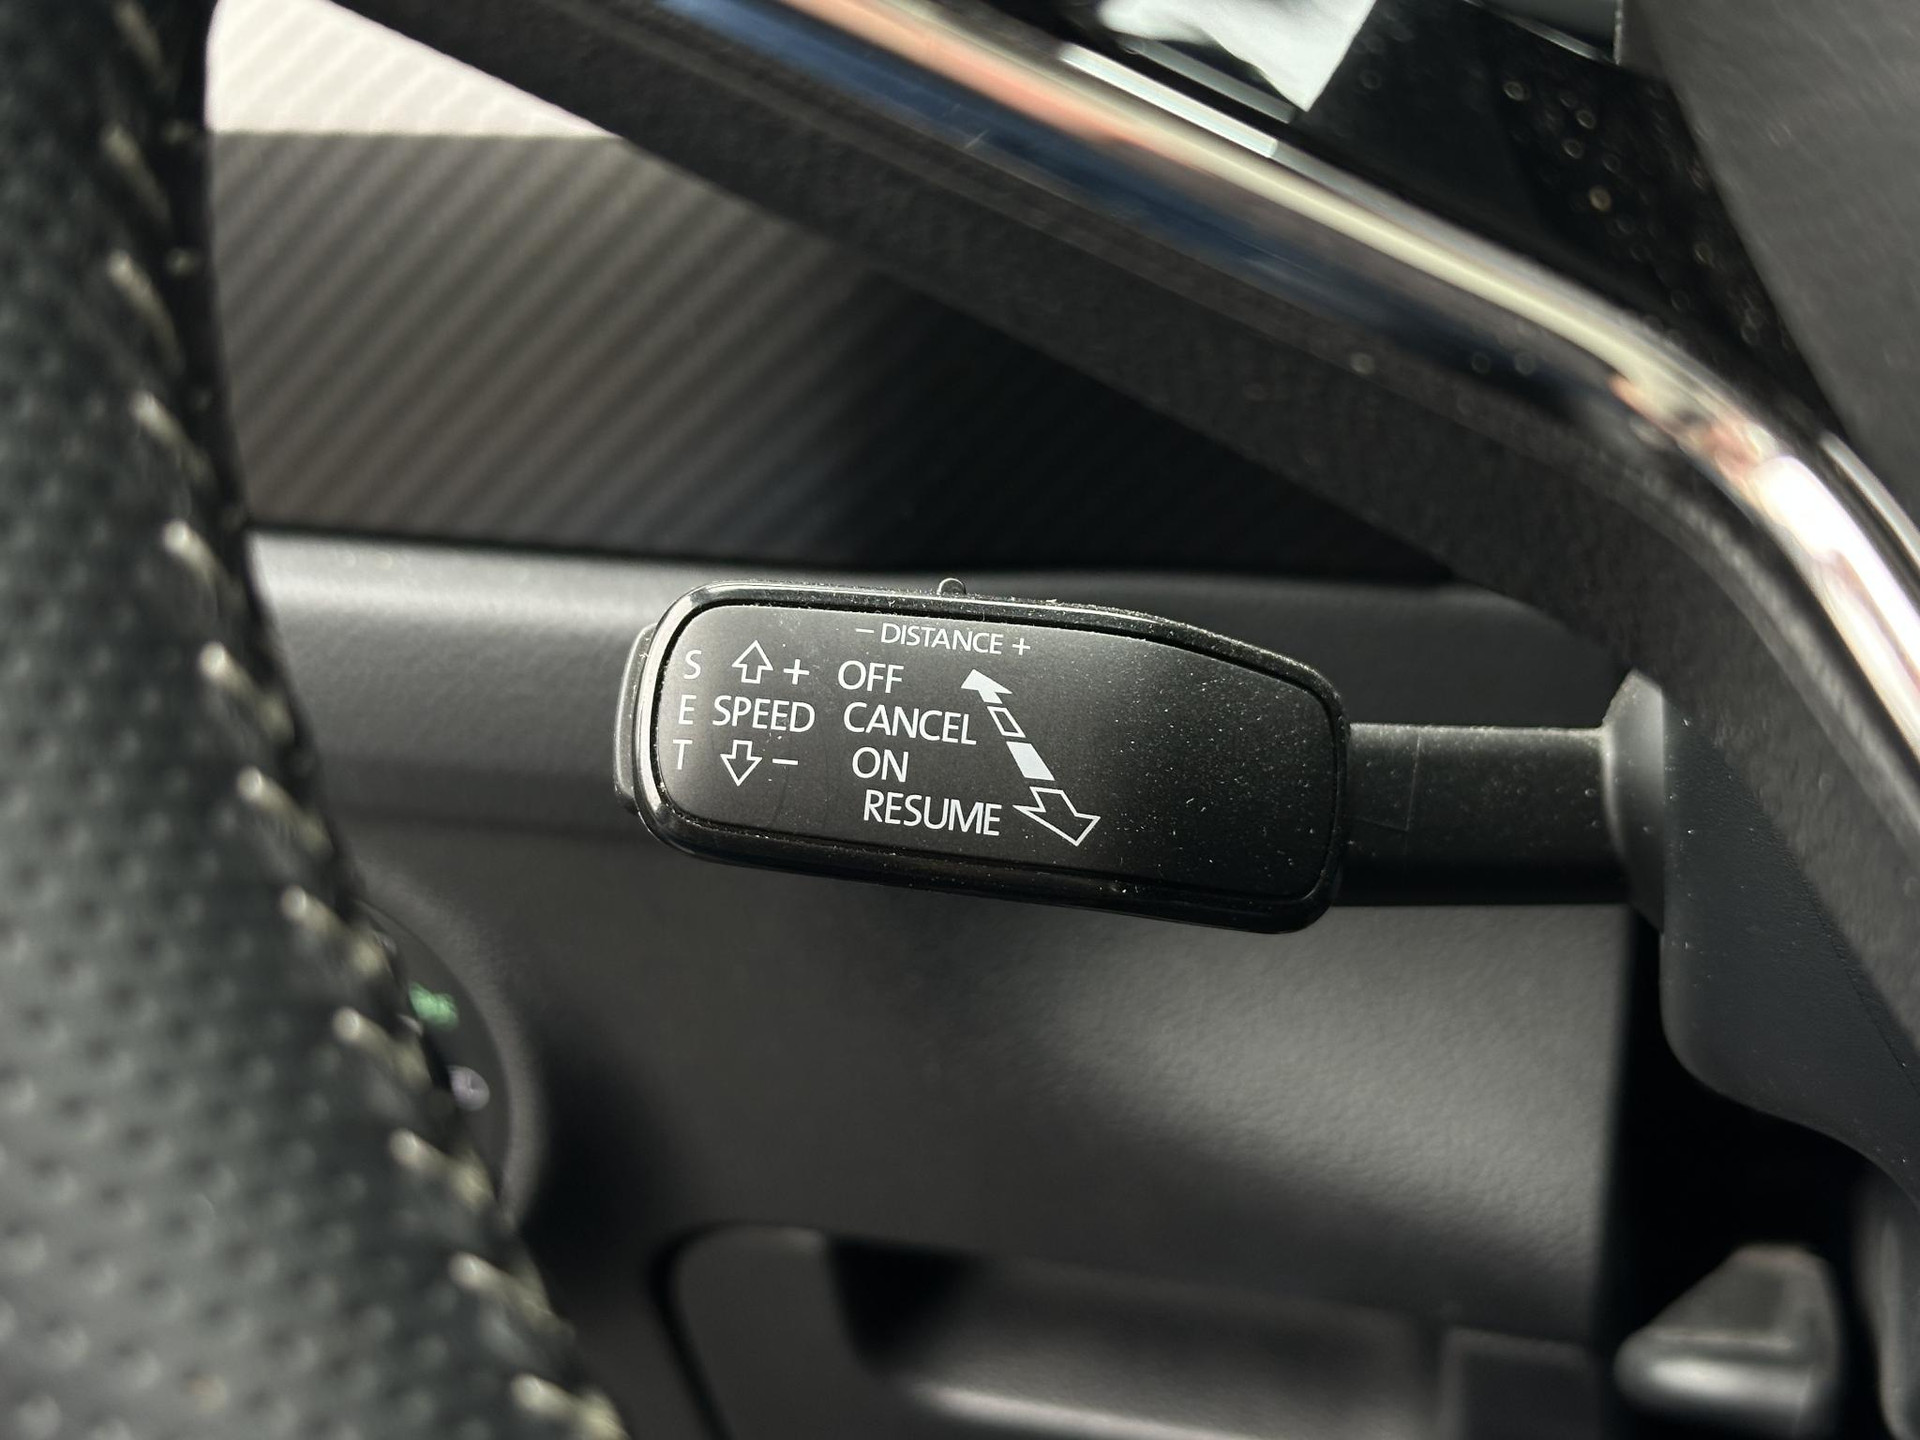 − DISTANCE +
S + OFF
E SPEED CANCEL
T − ON
RESUME